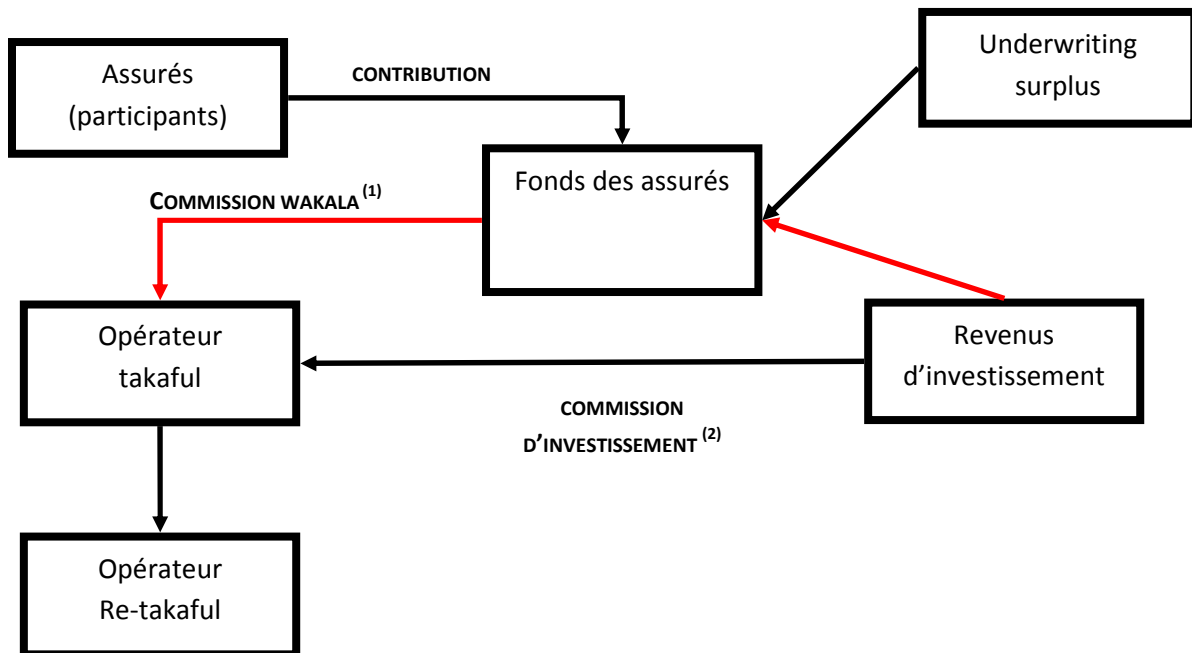 Assurés
(participants)
CONTRIBUTION
Underwriting
surplus
Fonds des assurés
COMMISSION WAKALA (1)
Opérateur
takaful
Revenus
d’investissement
COMMISSION
D’INVESTISSEMENT (2)
Opérateur
Re-takaful